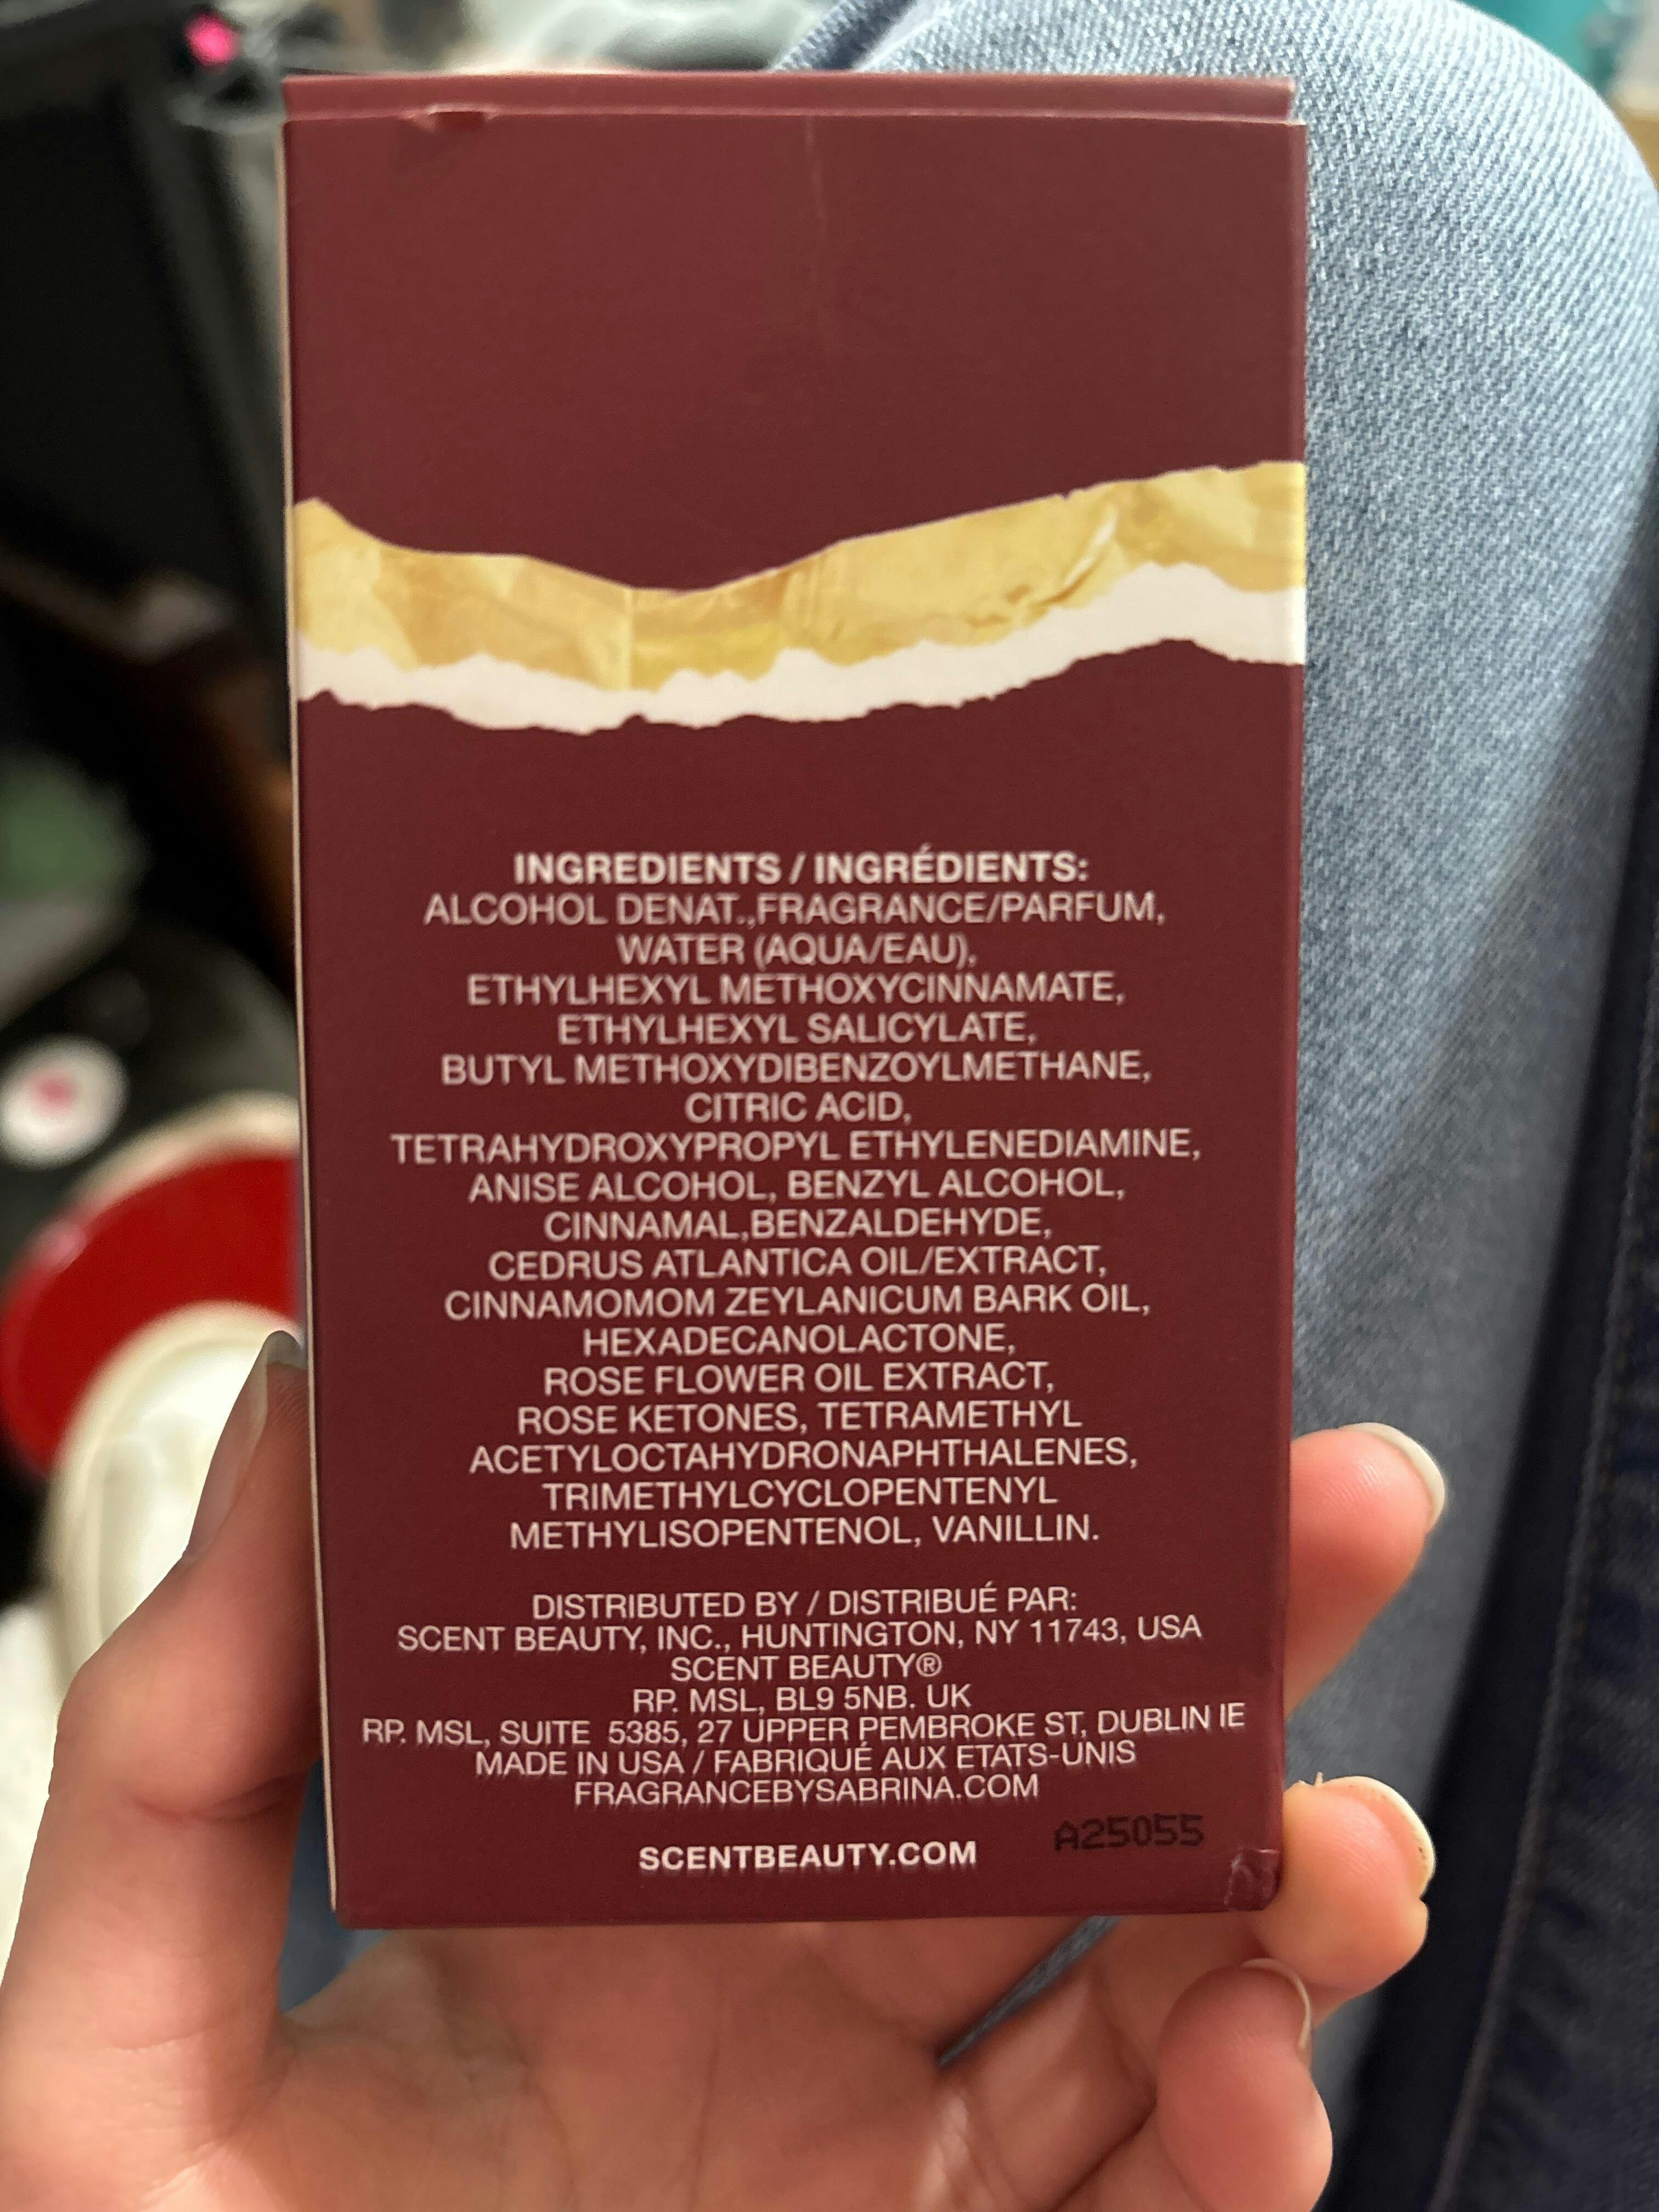 INGREDIENTS / INGRÉDIENTS:
ALCOHOL DENAT.,FRAGRANCE/PARFUM,
WATER (AQUA/EAU),
ETHYLHEXYL METHOXYCINNAMATE,
ETHYLHEXYL SALICYLATE,
BUTYL METHOXYDIBENZOYLMETHANE,
CITRIC ACID,
TETRAHYDROXYPROPYL ETHYLENEDIAMINE,
ANISE ALCOHOL, BENZYL ALCOHOL,
CINNAMAL,BENZALDEHYDE,
CEDRUS ATLANTICA OIL/EXTRACT,
CINNAMOMOM ZEYLANICUM BARK OIL,
HEXADECANOLACTONE,
ROSE FLOWER OIL EXTRACT,
ROSE KETONES, TETRAMETHYL
ACETYLOCTAHYDRONAPHTHALENES,
TRIMETHYLCYCLOPENTENYL
METHYLISOPENTENOL, VANILLIN.
DISTRIBUTED BY / DISTRIBUÉ PAR:
SCENT BEAUTY, INC., HUNTINGTON, NY 11743, USA
SCENT BEAUTY®
RP. MSL, BL9 5NB. UK
RP. MSL, SUITE 5385, 27 UPPER PEMBROKE ST, DUBLIN IE
MADE IN USA / FABRIQUÉ AUX ETATS-UNIS
FRAGRANCEBYSABRINA.COM
A25055
SCENTBEAUTY.COM